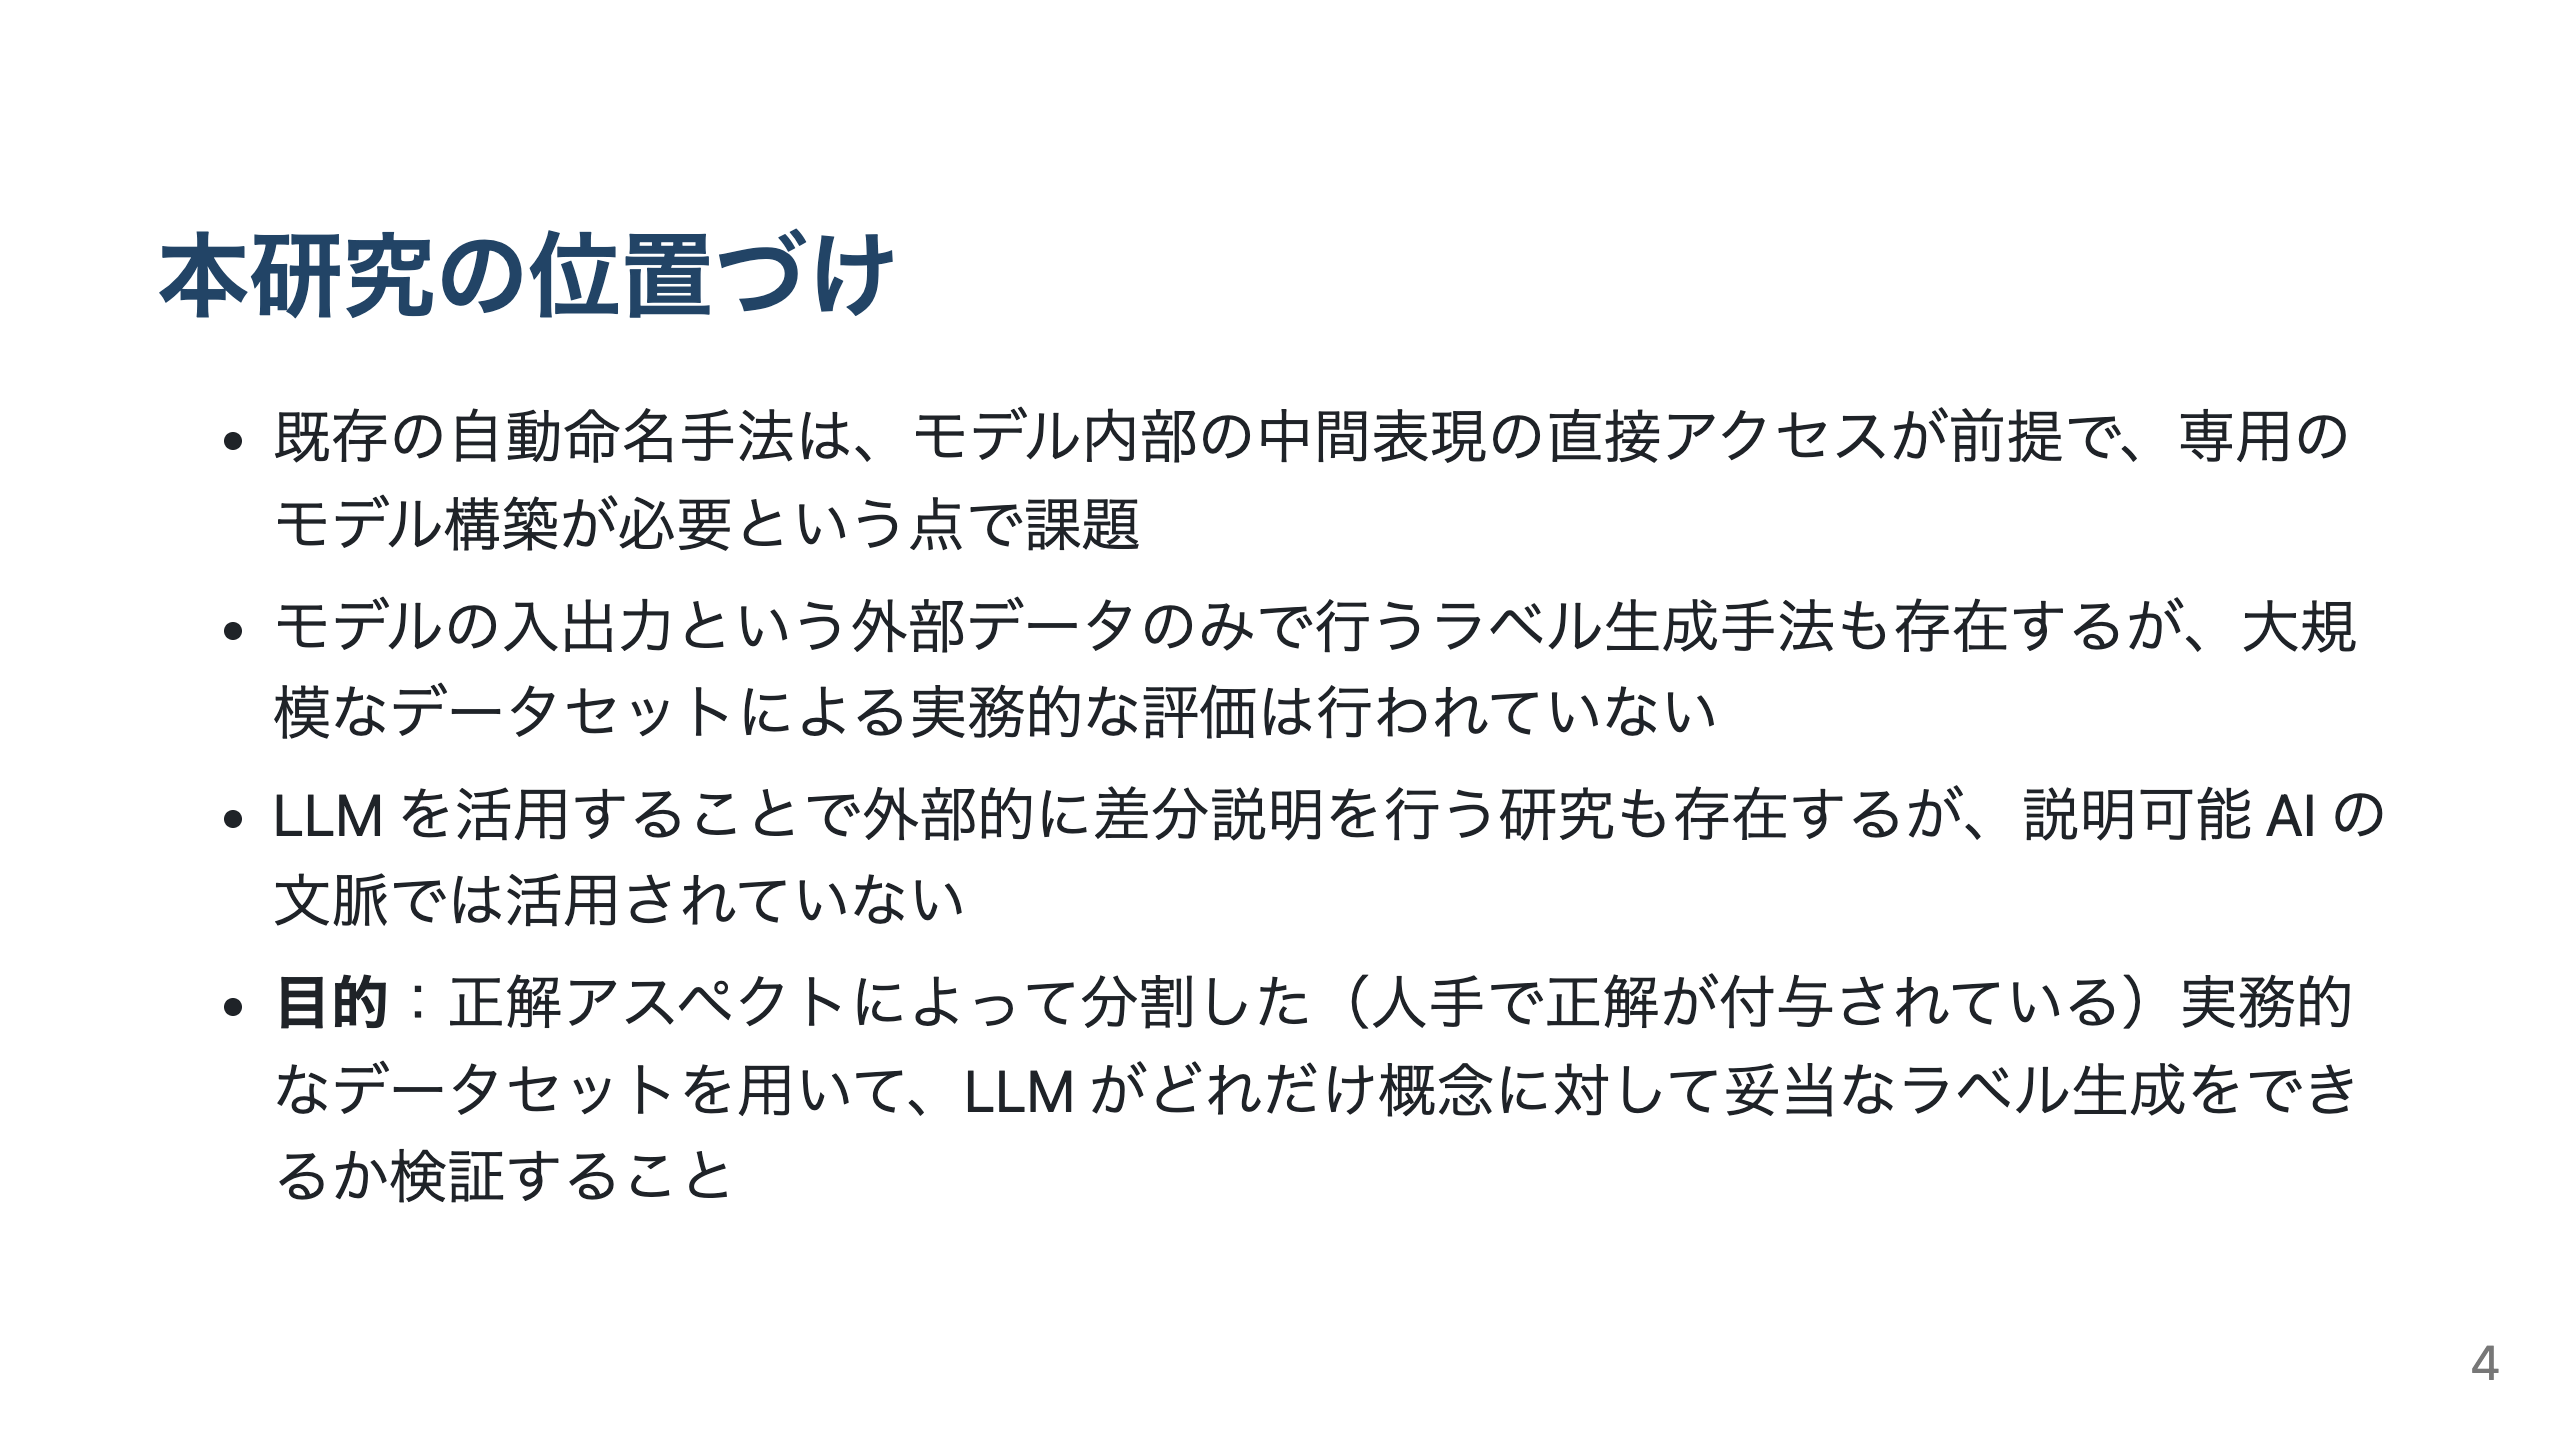 本研究の位置づけ
• 既存の自動命名手法は、モデル内部の中間表現の直接アクセスが前提で、専用の
モデル構築が必要という点で課題
• モデルの入出力という外部データのみで行うラベル生成手法も存在するが、大規
模なデータセットによる実務的な評価は行われていない
• LLM を活用することで外部的に差分説明を行う研究も存在するが、説明可能 AI の
文脈では活用されていない
• 目的：正解アスペクトによって分割した（人手で正解が付与されている）実務的
なデータセットを用いて、LLM がどれだけ概念に対して妥当なラベル生成をでき
るか検証すること
4